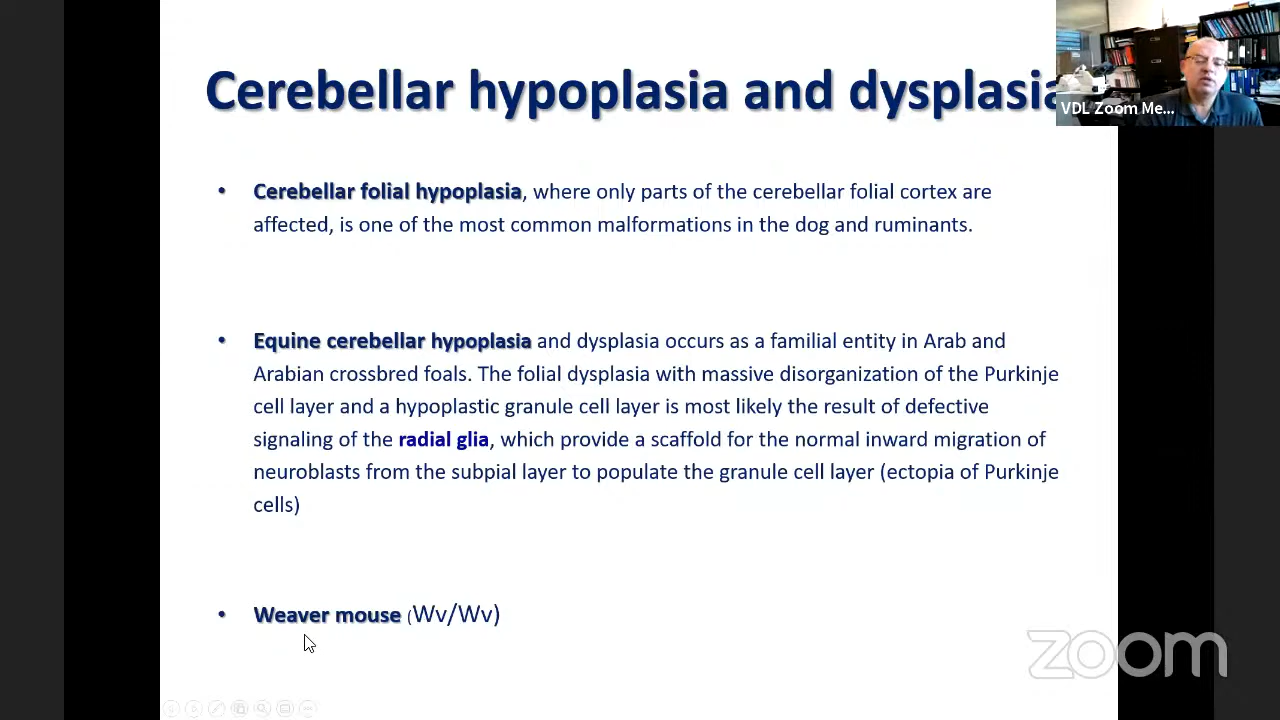 Cerebellar hypoplasia and dysplasia
VDL Zoom Me...
• Cerebellar folial hypoplasia, where only parts of the cerebellar folial cortex are
affected, is one of the most common malformations in the dog and ruminants.
• Equine cerebellar hypoplasia and dysplasia occurs as a familial entity in Arab and
Arabian crossbred foals. The folial dysplasia with massive disorganization of the Purkinje
cell layer and a hypoplastic granule cell layer is most likely the result of defective
signaling of the radial glia, which provide a scaffold for the normal inward migration of
neuroblasts from the subpial layer to populate the granule cell layer (ectopia of Purkinje
cells)
• Weaver mouse (Wv/Wv)
zoom